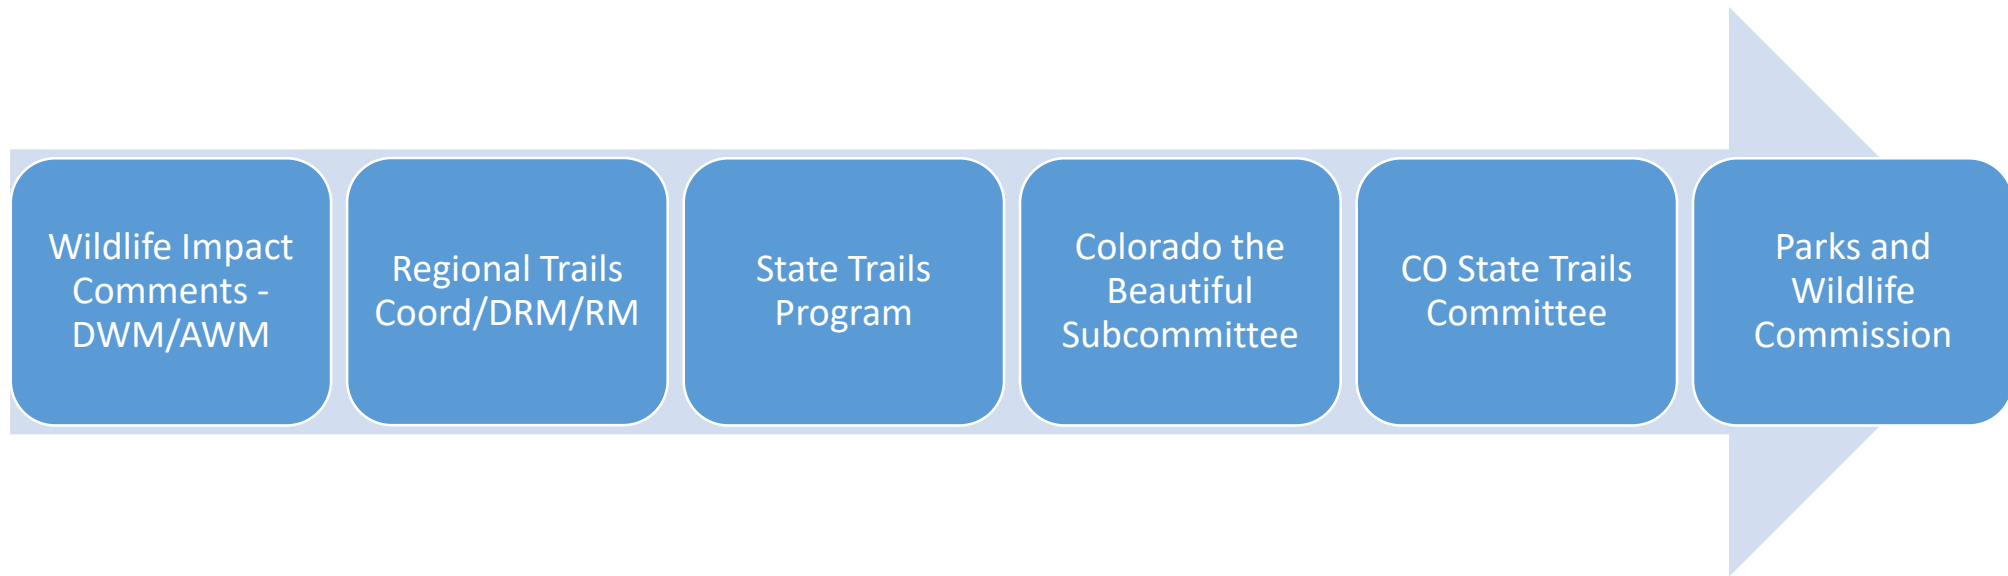 Wildlife Impact
Comments -
DWM/AWM
Regional Trails
Coord/DRM/RM
State Trails
Program
Colorado the
Beautiful
Subcommittee
CO State Trails
Committee
Parks and
Wildlife
Commission